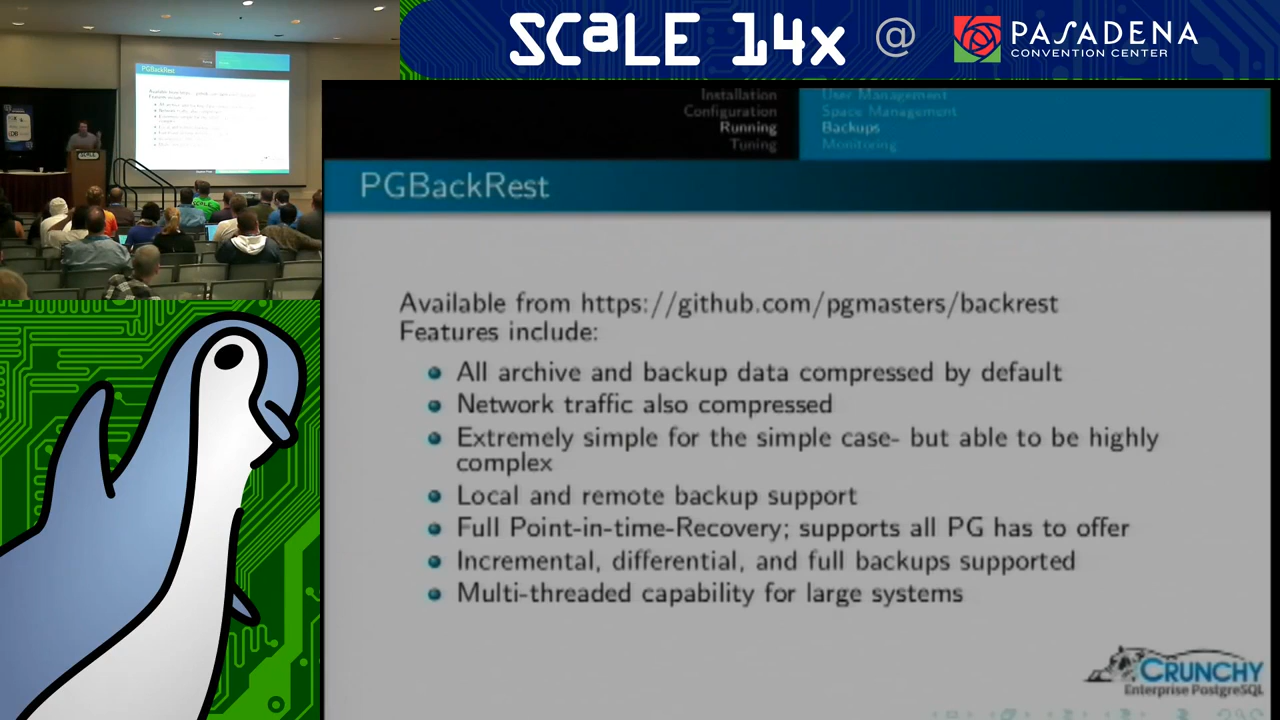 SCALE 14x @ PASADENA
CONVENTION CENTER
Installation
Configuration
Running
Tuning
User Management
Space Management
Backups
Monitoring
PGBackRest
Available from https://github.com/pgmasters/backrest
Features include:
All archive and backup data compressed by default
Network traffic also compressed
Extremely simple for the simple case- but able to be highly
complex
Local and remote backup support
Full Point-in-time-Recovery; supports all PG has to offer
Incremental, differential, and full backups supported
Multi-threaded capability for large systems
CRUNCHY
Enterprise PostgreSQL
PGBackRest
SCALE